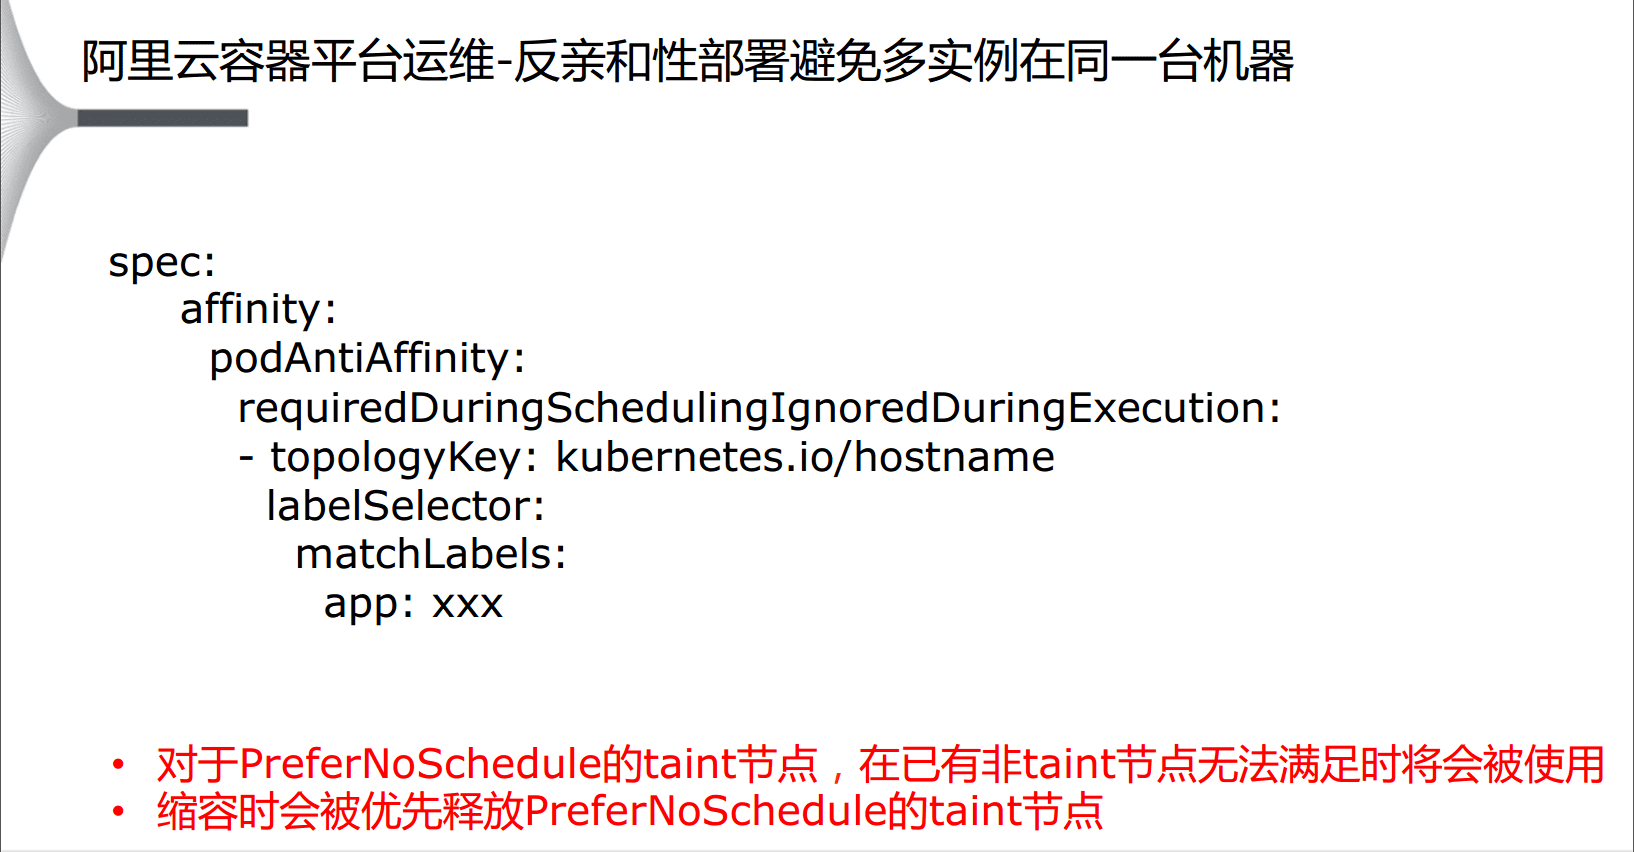 阿里云容器平台运维-反亲和性部署避免多实例在同一台机器
spec:
affinity:
podAntiAffinity:
requiredDuringSchedulingIgnoredDuringExecution:
- topologyKey: kubernetes.io/hostname
labelSelector:
matchLabels:
app: xxx
• 对于PreferNoSchedule的taint节点，在已有非taint节点无法满足时将会被使用
• 缩容时会被优先释放PreferNoSchedule的taint节点